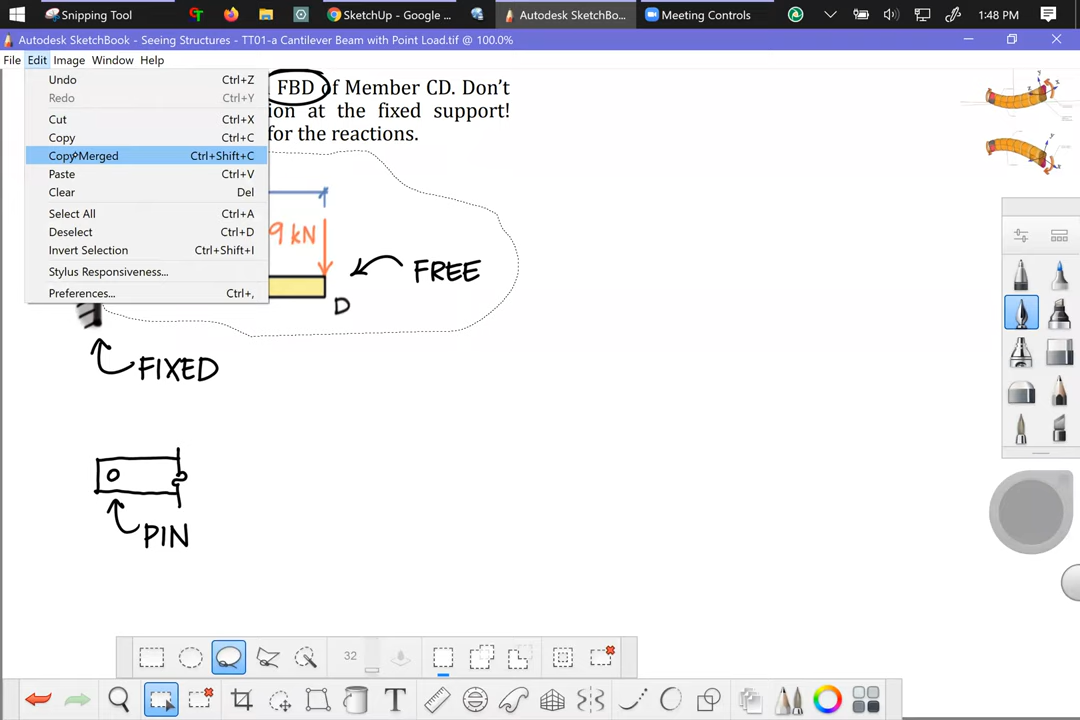 Snipping Tool
SketchUp - Google ...
Autodesk SketchBo...
Meeting Controls
1:48 PM
Autodesk SketchBook - Seeing Structures - TT01-a Cantilever Beam with Point Load.tif @ 100.0%
File Edit Image Window Help
Undo Ctrl+Z
Redo Ctrl+Y
Cut Ctrl+X
Copy Ctrl+C
Copy Merged Ctrl+Shift+C
Paste Ctrl+V
Clear Del
Select All Ctrl+A
Deselect Ctrl+D
Invert Selection Ctrl+Shift+I
Stylus Responsiveness...
Preferences... Ctrl+,
FBD of Member CD. Don't
ion at the fixed support!
for the reactions.
9 kN
FREE
D
FIXED
PIN
32
T